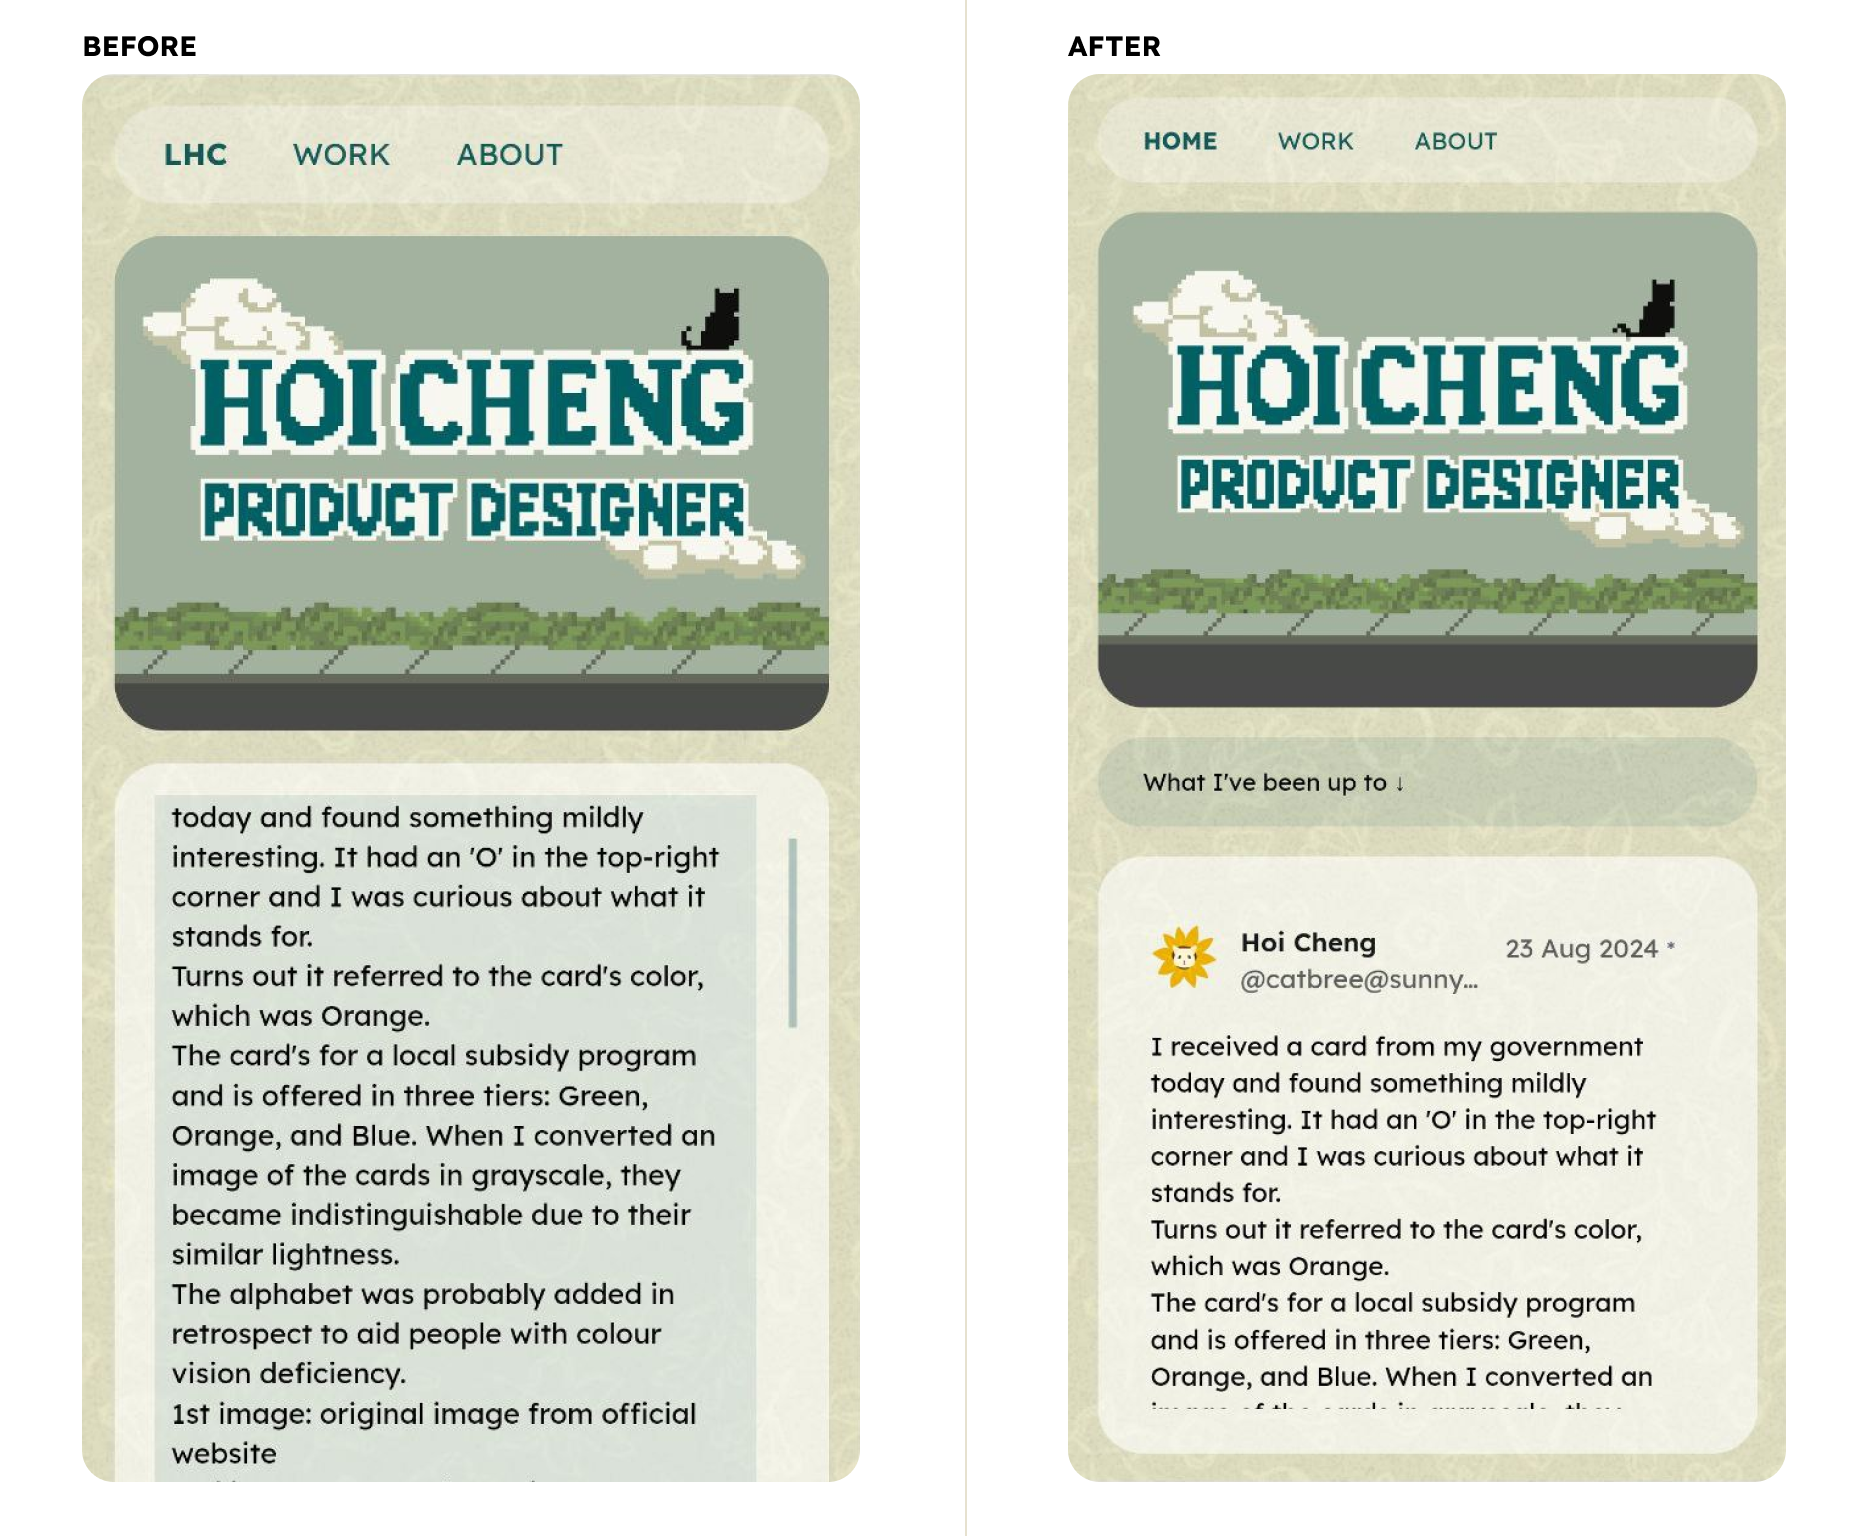 BEFORE
LHC WORK ABOUT
HOI CHENG
PRODUCT DESIGNER
today and found something mildly
interesting. It had an 'O' in the top-right
corner and I was curious about what it
stands for.
Turns out it referred to the card's color,
which was Orange.
The card's for a local subsidy program
and is offered in three tiers: Green,
Orange, and Blue. When I converted an
image of the cards in grayscale, they
became indistinguishable due to their
similar lightness.
The alphabet was probably added in
retrospect to aid people with colour
vision deficiency.
1st image: original image from official
website
AFTER
HOME WORK ABOUT
HOI CHENG
PRODUCT DESIGNER
What I've been up to ↓
Hoi Cheng
23 Aug 2024 *
@catbree@sunny...
I received a card from my government
today and found something mildly
interesting. It had an 'O' in the top-right
corner and I was curious about what it
stands for.
Turns out it referred to the card's color,
which was Orange.
The card's for a local subsidy program
and is offered in three tiers: Green,
Orange, and Blue. When I converted an
image of the cards in grayscale, they